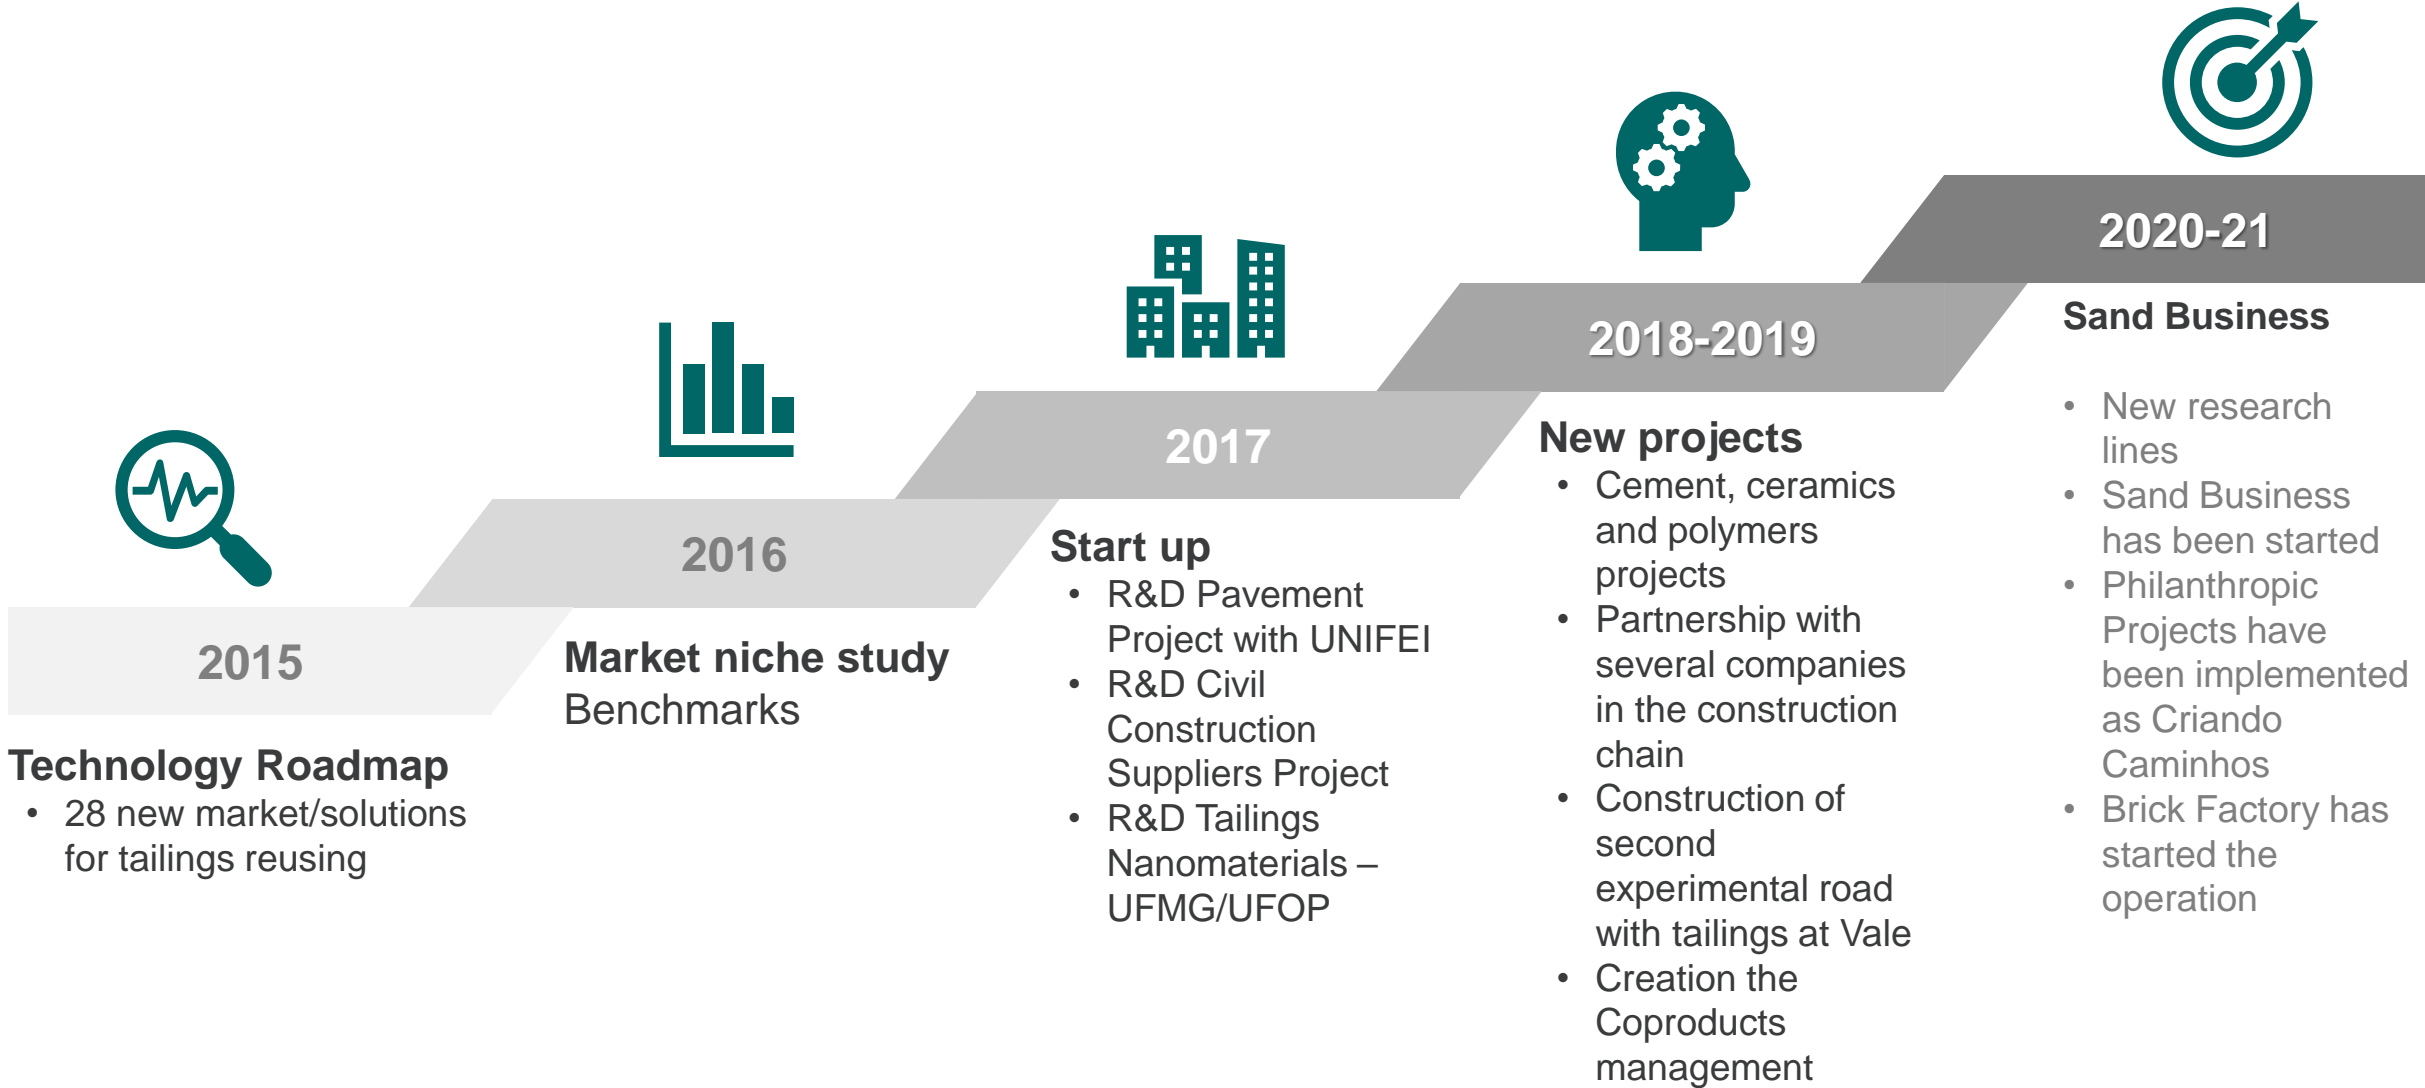 2015
Technology Roadmap
• 28 new market/solutions
for tailings reusing
2016
Market niche study
Benchmarks
2017
Start up
• R&D Pavement
Project with UNIFEI
• R&D Civil
Construction
Suppliers Project
• R&D Tailings
Nanomaterials –
UFMG/UFOP
2018-2019
New projects
• Cement, ceramics
and polymers
projects
• Partnership with
several companies
in the construction
chain
• Construction of
second
experimental road
with tailings at Vale
• Creation the
Coproducts
management
2020-21
Sand Business
• New research
lines
• Sand Business
has been started
• Philanthropic
Projects have
been implemented
as Criando
Caminhos
• Brick Factory has
started the
operation